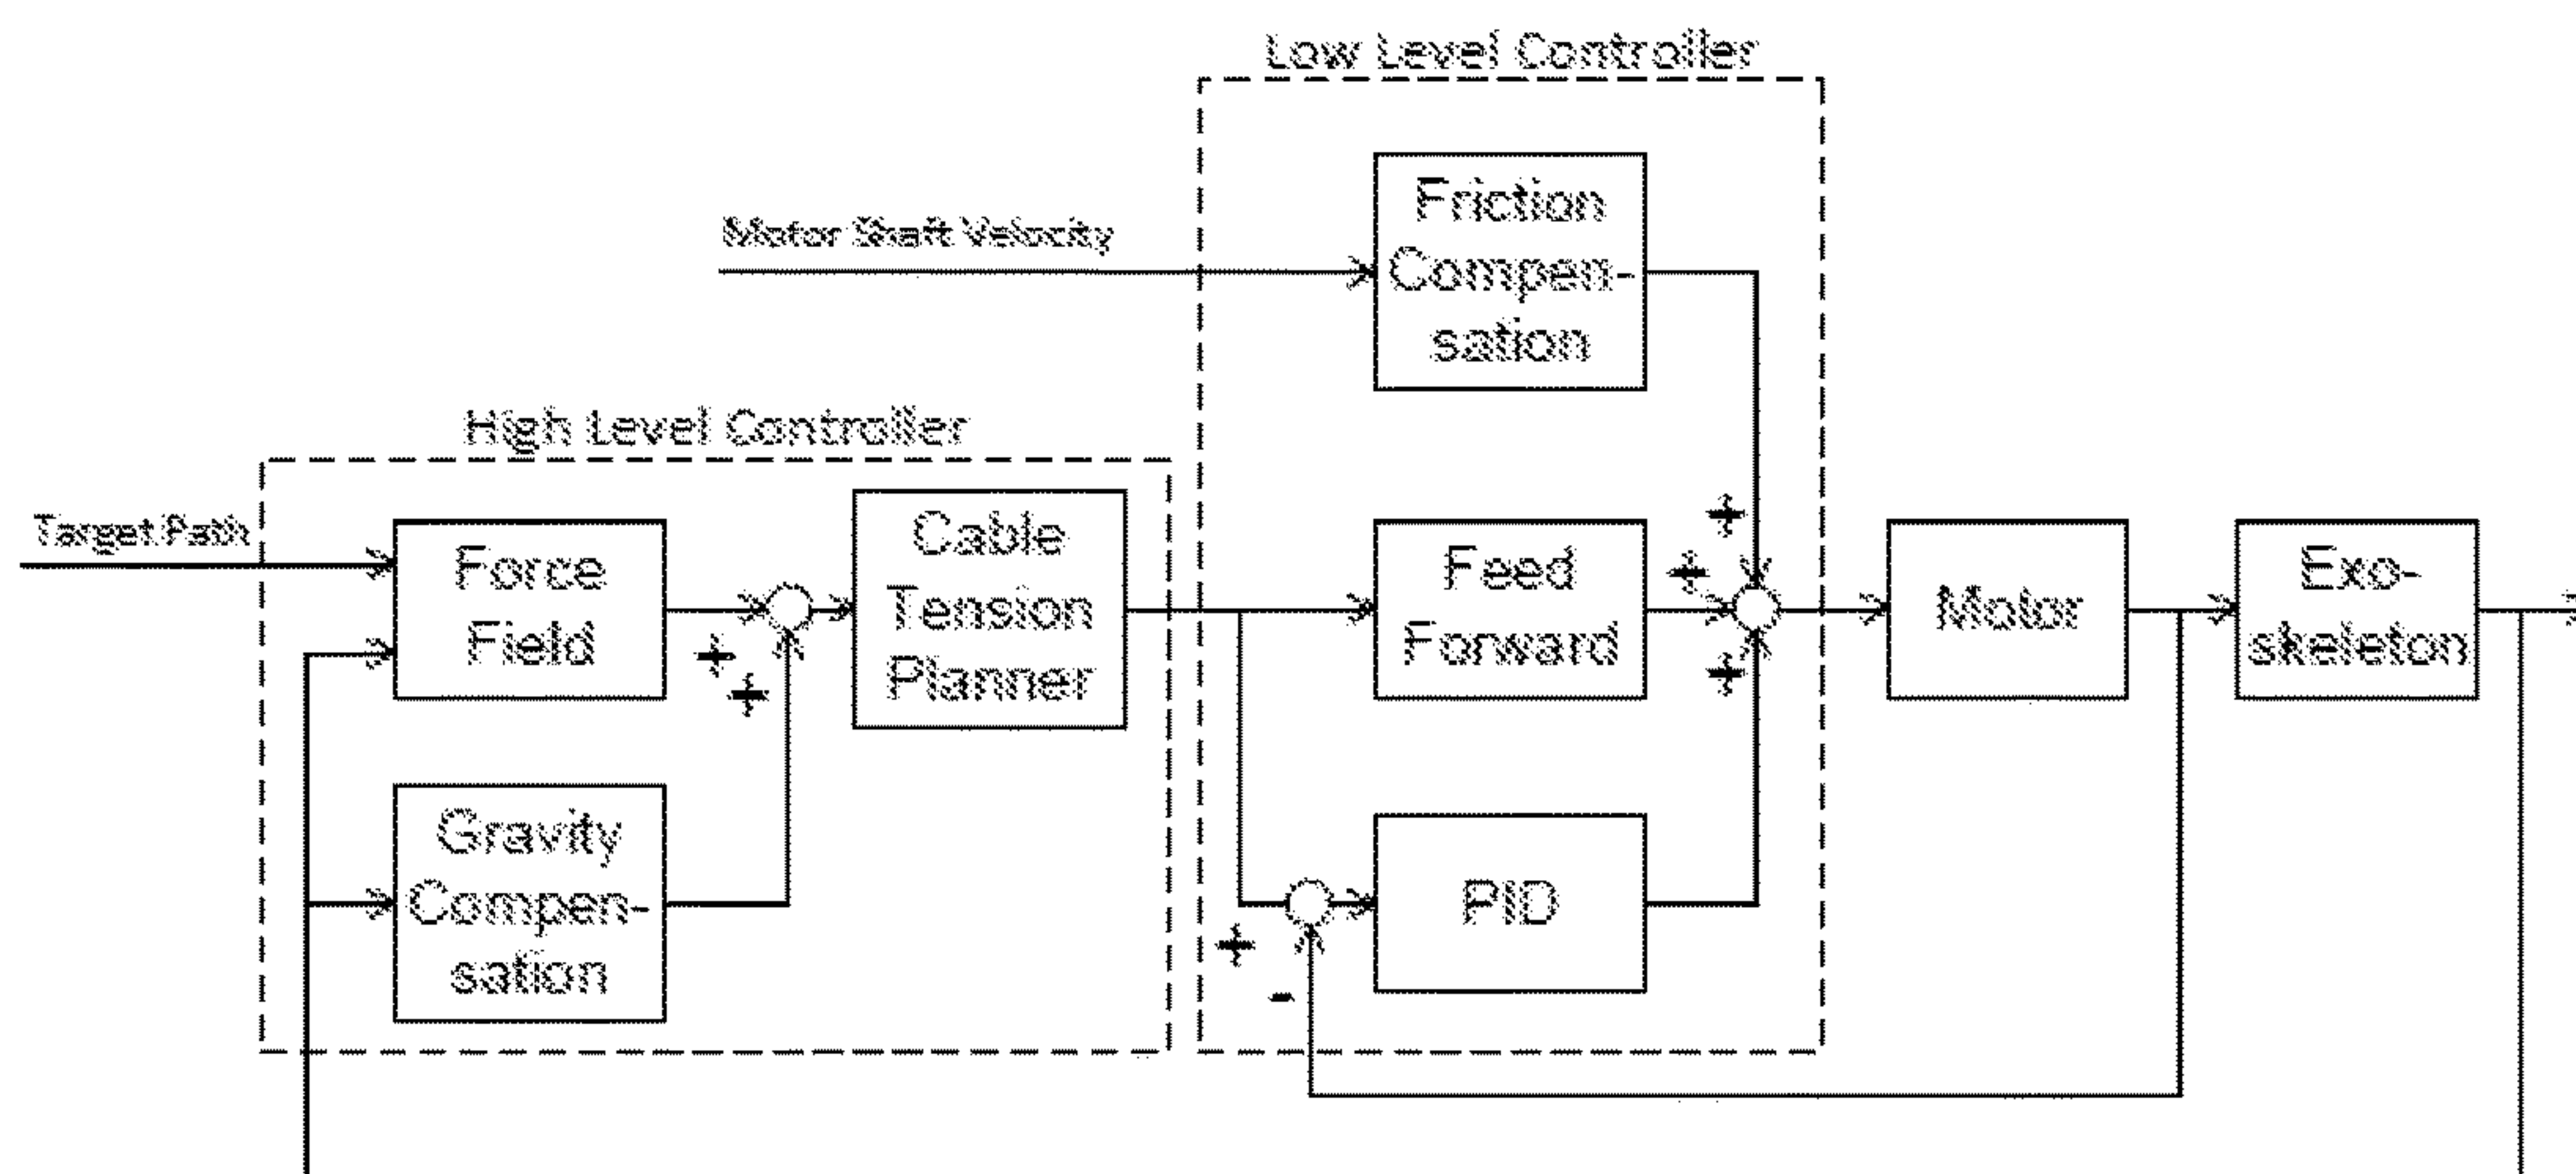 Low Level Controller
Friction
Compen-
sation
Motor Shaft Velocity
High Level Controller
Target Path
Force
Field
+
+
Cable
Tension
Planner
Feed
Forward
+
+
+
Motor
Exo-
skeleton
Gravity
Compen-
sation
+
-
PID